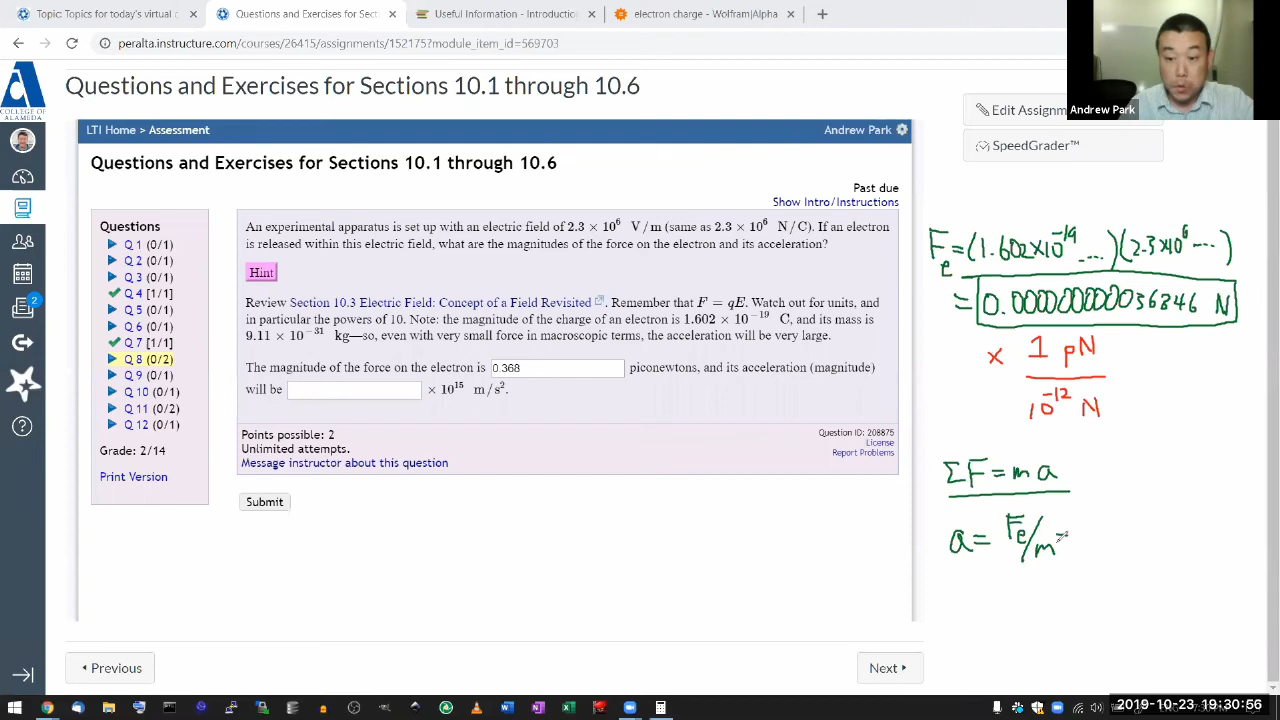 Topic: Topics for today's virtual c
Questions and Exercises for Sect
Useful Information - Introduction
electron charge - Wolfram|Alpha
peralta.instructure.com/courses/26415/assignments/152175?module_item_id=569703
Andrew Park
Questions and Exercises for Sections 10.1 through 10.6
Edit Assignm
SpeedGrader™
COLLEGE OF
ALAMEDA
2
LTI Home > Assessment
Andrew Park
Questions and Exercises for Sections 10.1 through 10.6
Past due
Show Intro/Instructions
Questions
Q 1 (0/1)
Q 2 (0/1)
Q 3 (0/1)
Q 4 [1/1]
Q 5 (0/1)
Q 6 (0/1)
Q 7 [1/1]
Q 8 (0/2)
Q 9 (0/1)
Q 10 (0/1)
Q 11 (0/2)
Q 12 (0/1)
Grade: 2/14
Print Version
An experimental apparatus is set up with an electric field of 2.3 × 10⁶ V/m (same as 2.3 × 10⁶ N/C). If an electron
is released within this electric field, what are the magnitudes of the force on the electron and its acceleration?
Hint
Review Section 10.3 Electric Field: Concept of a Field Revisited. Remember that F = qE. Watch out for units, and
in particular the powers of 10. Note: the magnitude of the charge of an electron is 1.602 × 10⁻¹⁹ C, and its mass is
9.11 × 10⁻³¹ kg—so, even with very small force in macroscopic terms, the acceleration will be very large.
The magnitude of the force on the electron is 0.368 piconewtons, and its acceleration (magnitude)
will be × 10¹⁵ m/s².
Points possible: 2
Unlimited attempts.
Message instructor about this question
Question ID: 208875
License
Report Problems
Submit
Previous
Next
Fe = (1.602×10⁻¹⁹ ....)(2.3×10⁶ ....)
= 0.00000000000036846 N
× 1 pN
10⁻¹² N
ΣF = ma
a = Fe/m
2019-10-23 19:30:56